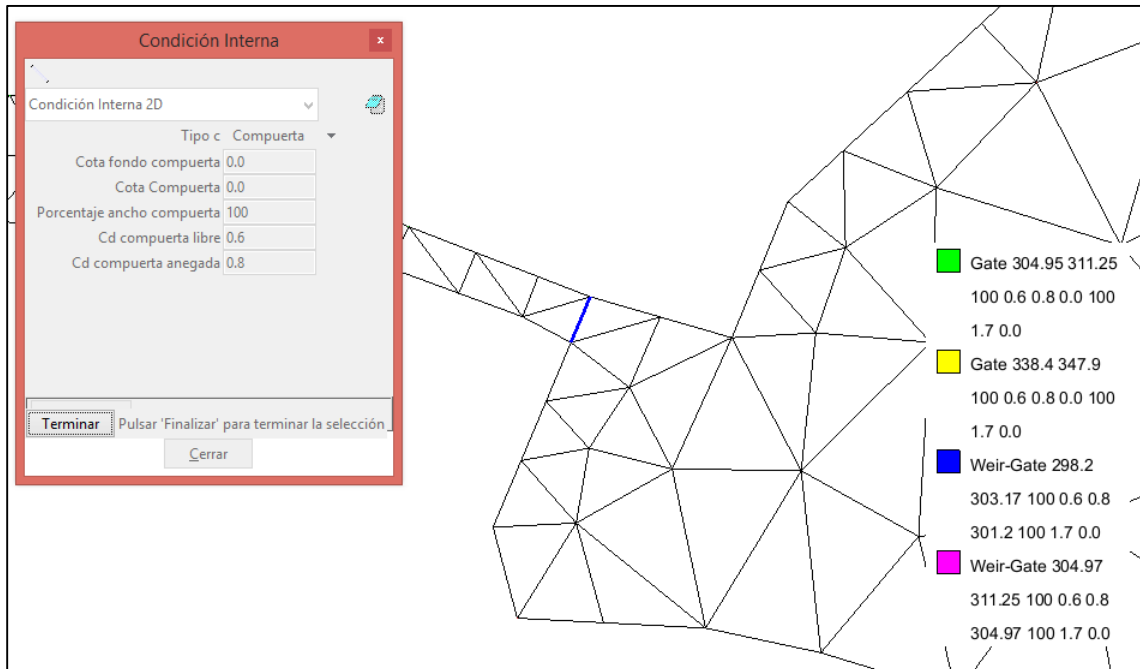 Condición Interna
x
Condición Interna 2D
Tipo c Compuerta
Cota fondo compuerta 0.0
Cota Compuerta 0.0
Porcentaje ancho compuerta 100
Cd compuerta libre 0.6
Cd compuerta anegada 0.8
Terminar Pulsar 'Finalizar' para terminar la selección
Cerrar
Gate 304.95 311.25
100 0.6 0.8 0.0 100
1.7 0.0
Gate 338.4 347.9
100 0.6 0.8 0.0 100
1.7 0.0
Weir-Gate 298.2
303.17 100 0.6 0.8
301.2 100 1.7 0.0
Weir-Gate 304.97
311.25 100 0.6 0.8
304.97 100 1.7 0.0